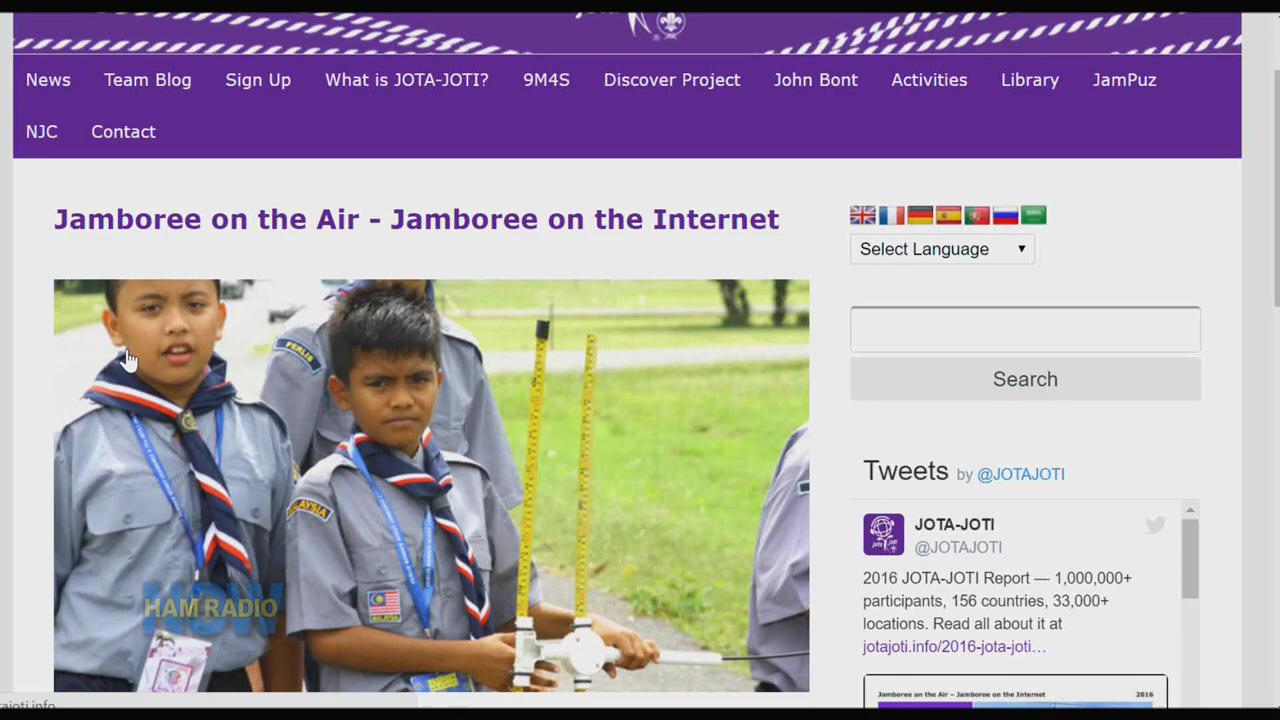 News Team Blog Sign Up What is JOTA-JOTI? 9M4S Discover Project John Bont Activities Library JamPuz
NJC Contact
Jamboree on the Air - Jamboree on the Internet
Select Language
Search
Tweets by @JOTAJOTI
JOTA-JOTI
@JOTAJOTI
2016 JOTA-JOTI Report — 1,000,000+
participants, 156 countries, 33,000+
locations. Read all about it at
jotajoti.info/2016-jota-joti…
Jamboree on the Air – Jamboree on the Internet 2016
PERLIS
MALAYSIA
MALAYSIA
HAM RADIO
NOW